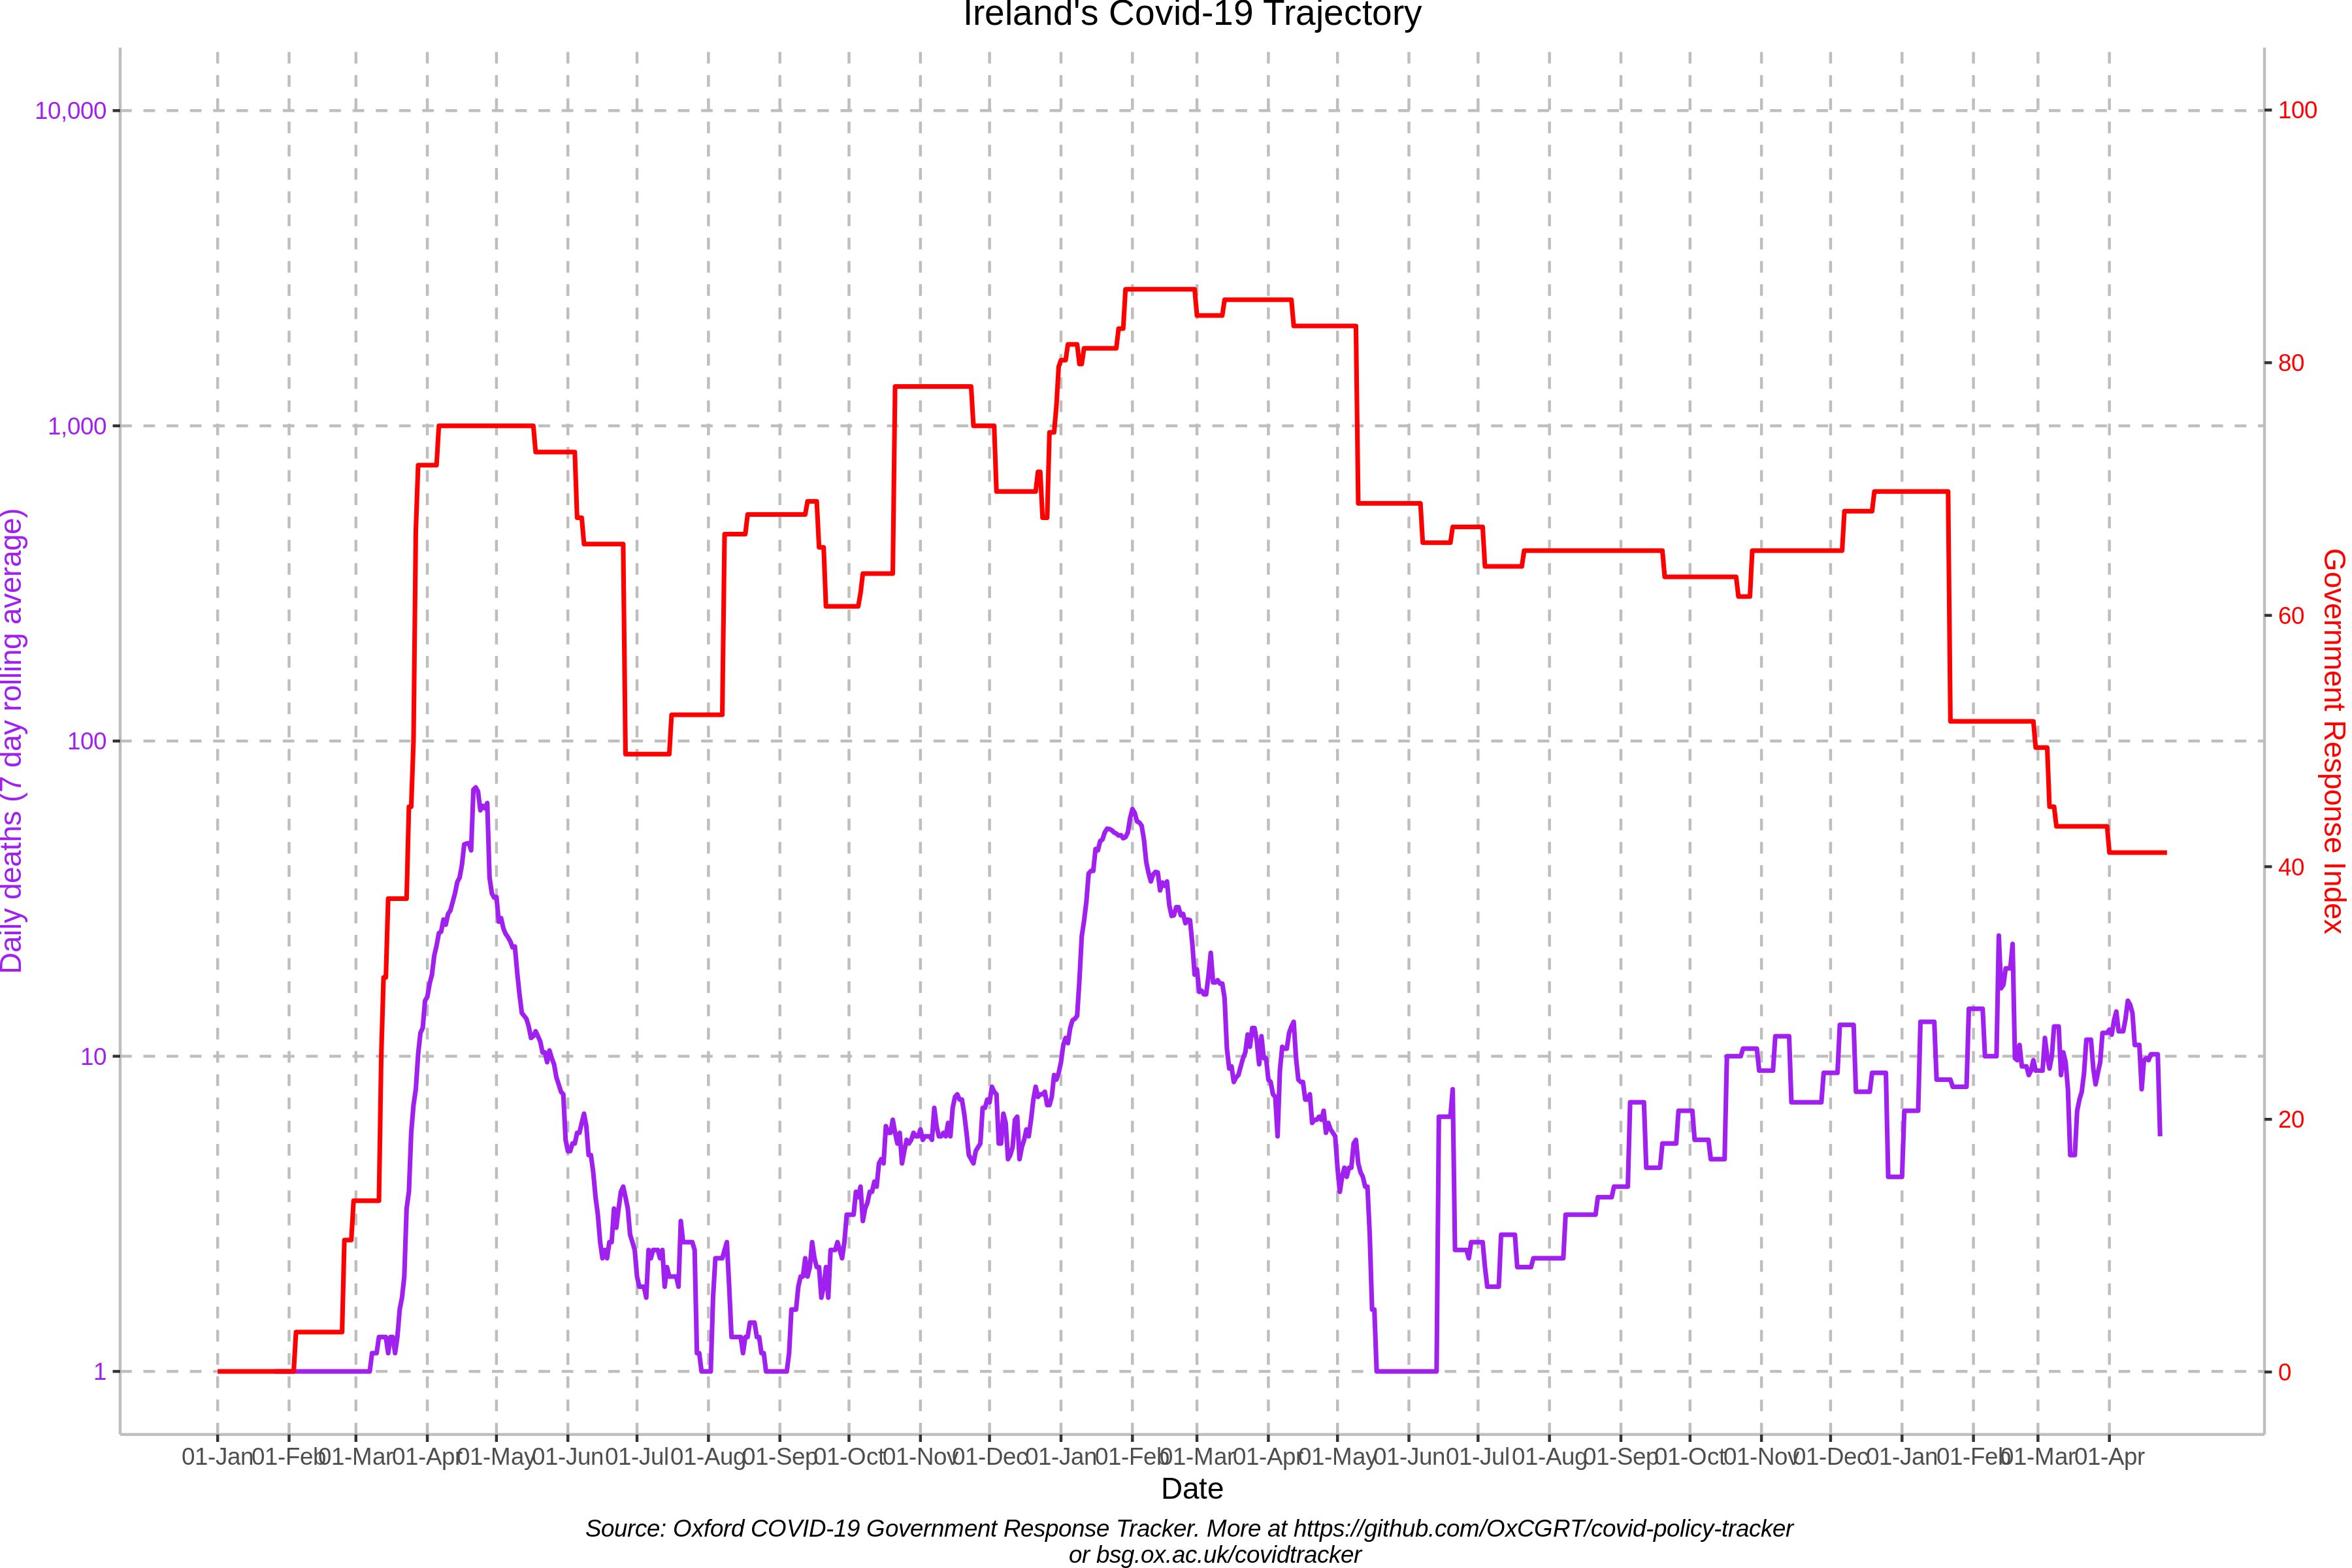 Ireland's Covid-19 Trajectory
10,000
1,000
100
10
1
Daily deaths (7 day rolling average)
100
80
60
40
20
0
Government Response Index
01-Jan 01-Feb 01-Mar 01-Apr 01-May 01-Jun 01-Jul 01-Aug 01-Sep 01-Oct 01-Nov 01-Dec 01-Jan 01-Feb 01-Mar 01-Apr 01-May 01-Jun 01-Jul 01-Aug 01-Sep 01-Oct 01-Nov 01-Dec 01-Jan 01-Feb 01-Mar 01-Apr
Date
Source: Oxford COVID-19 Government Response Tracker. More at https://github.com/OxCGRT/covid-policy-tracker
or bsg.ox.ac.uk/covidtracker